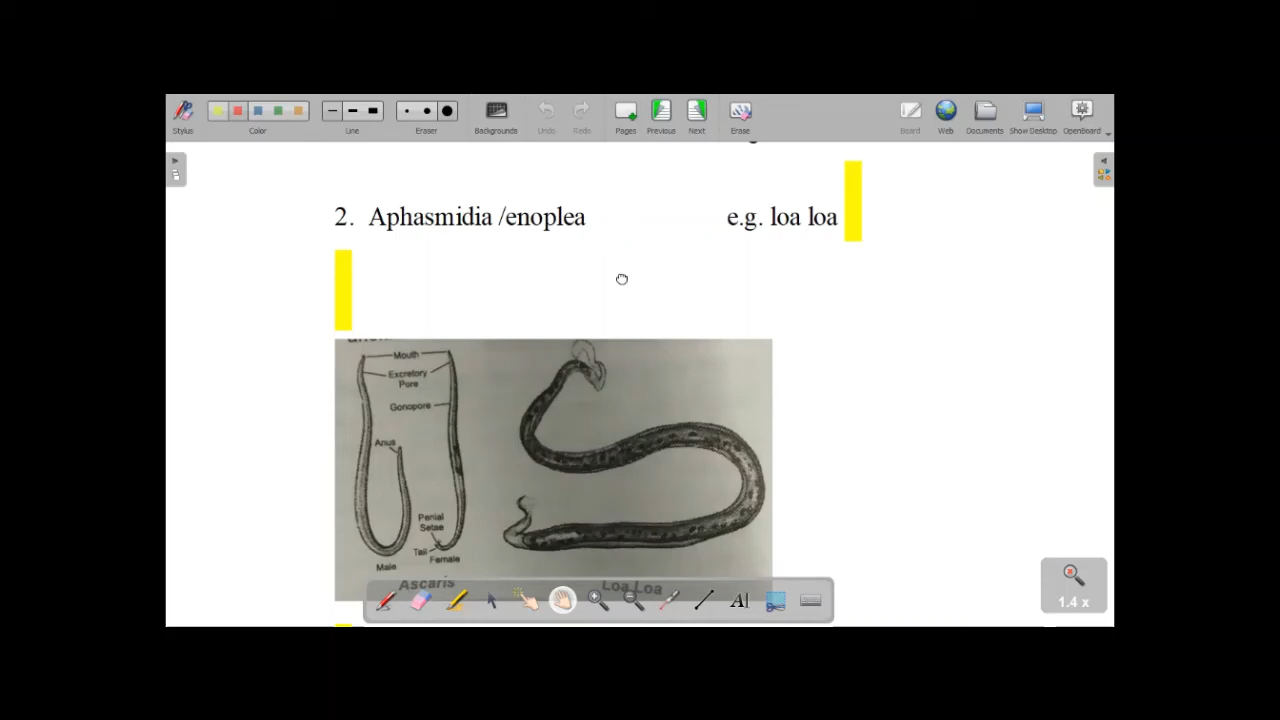 Stylus Color Line Eraser Backgrounds Undo Redo Pages Previous Next Erase Board Web Documents Show Desktop OpenBoard
2. Aphasmidia /enoplea e.g. loa loa
Mouth
Excretory
Pore
Gonopore
Anus
Penial
Setae
Tail
Female
Male
Ascaris Loa Loa
AI
1.4 x